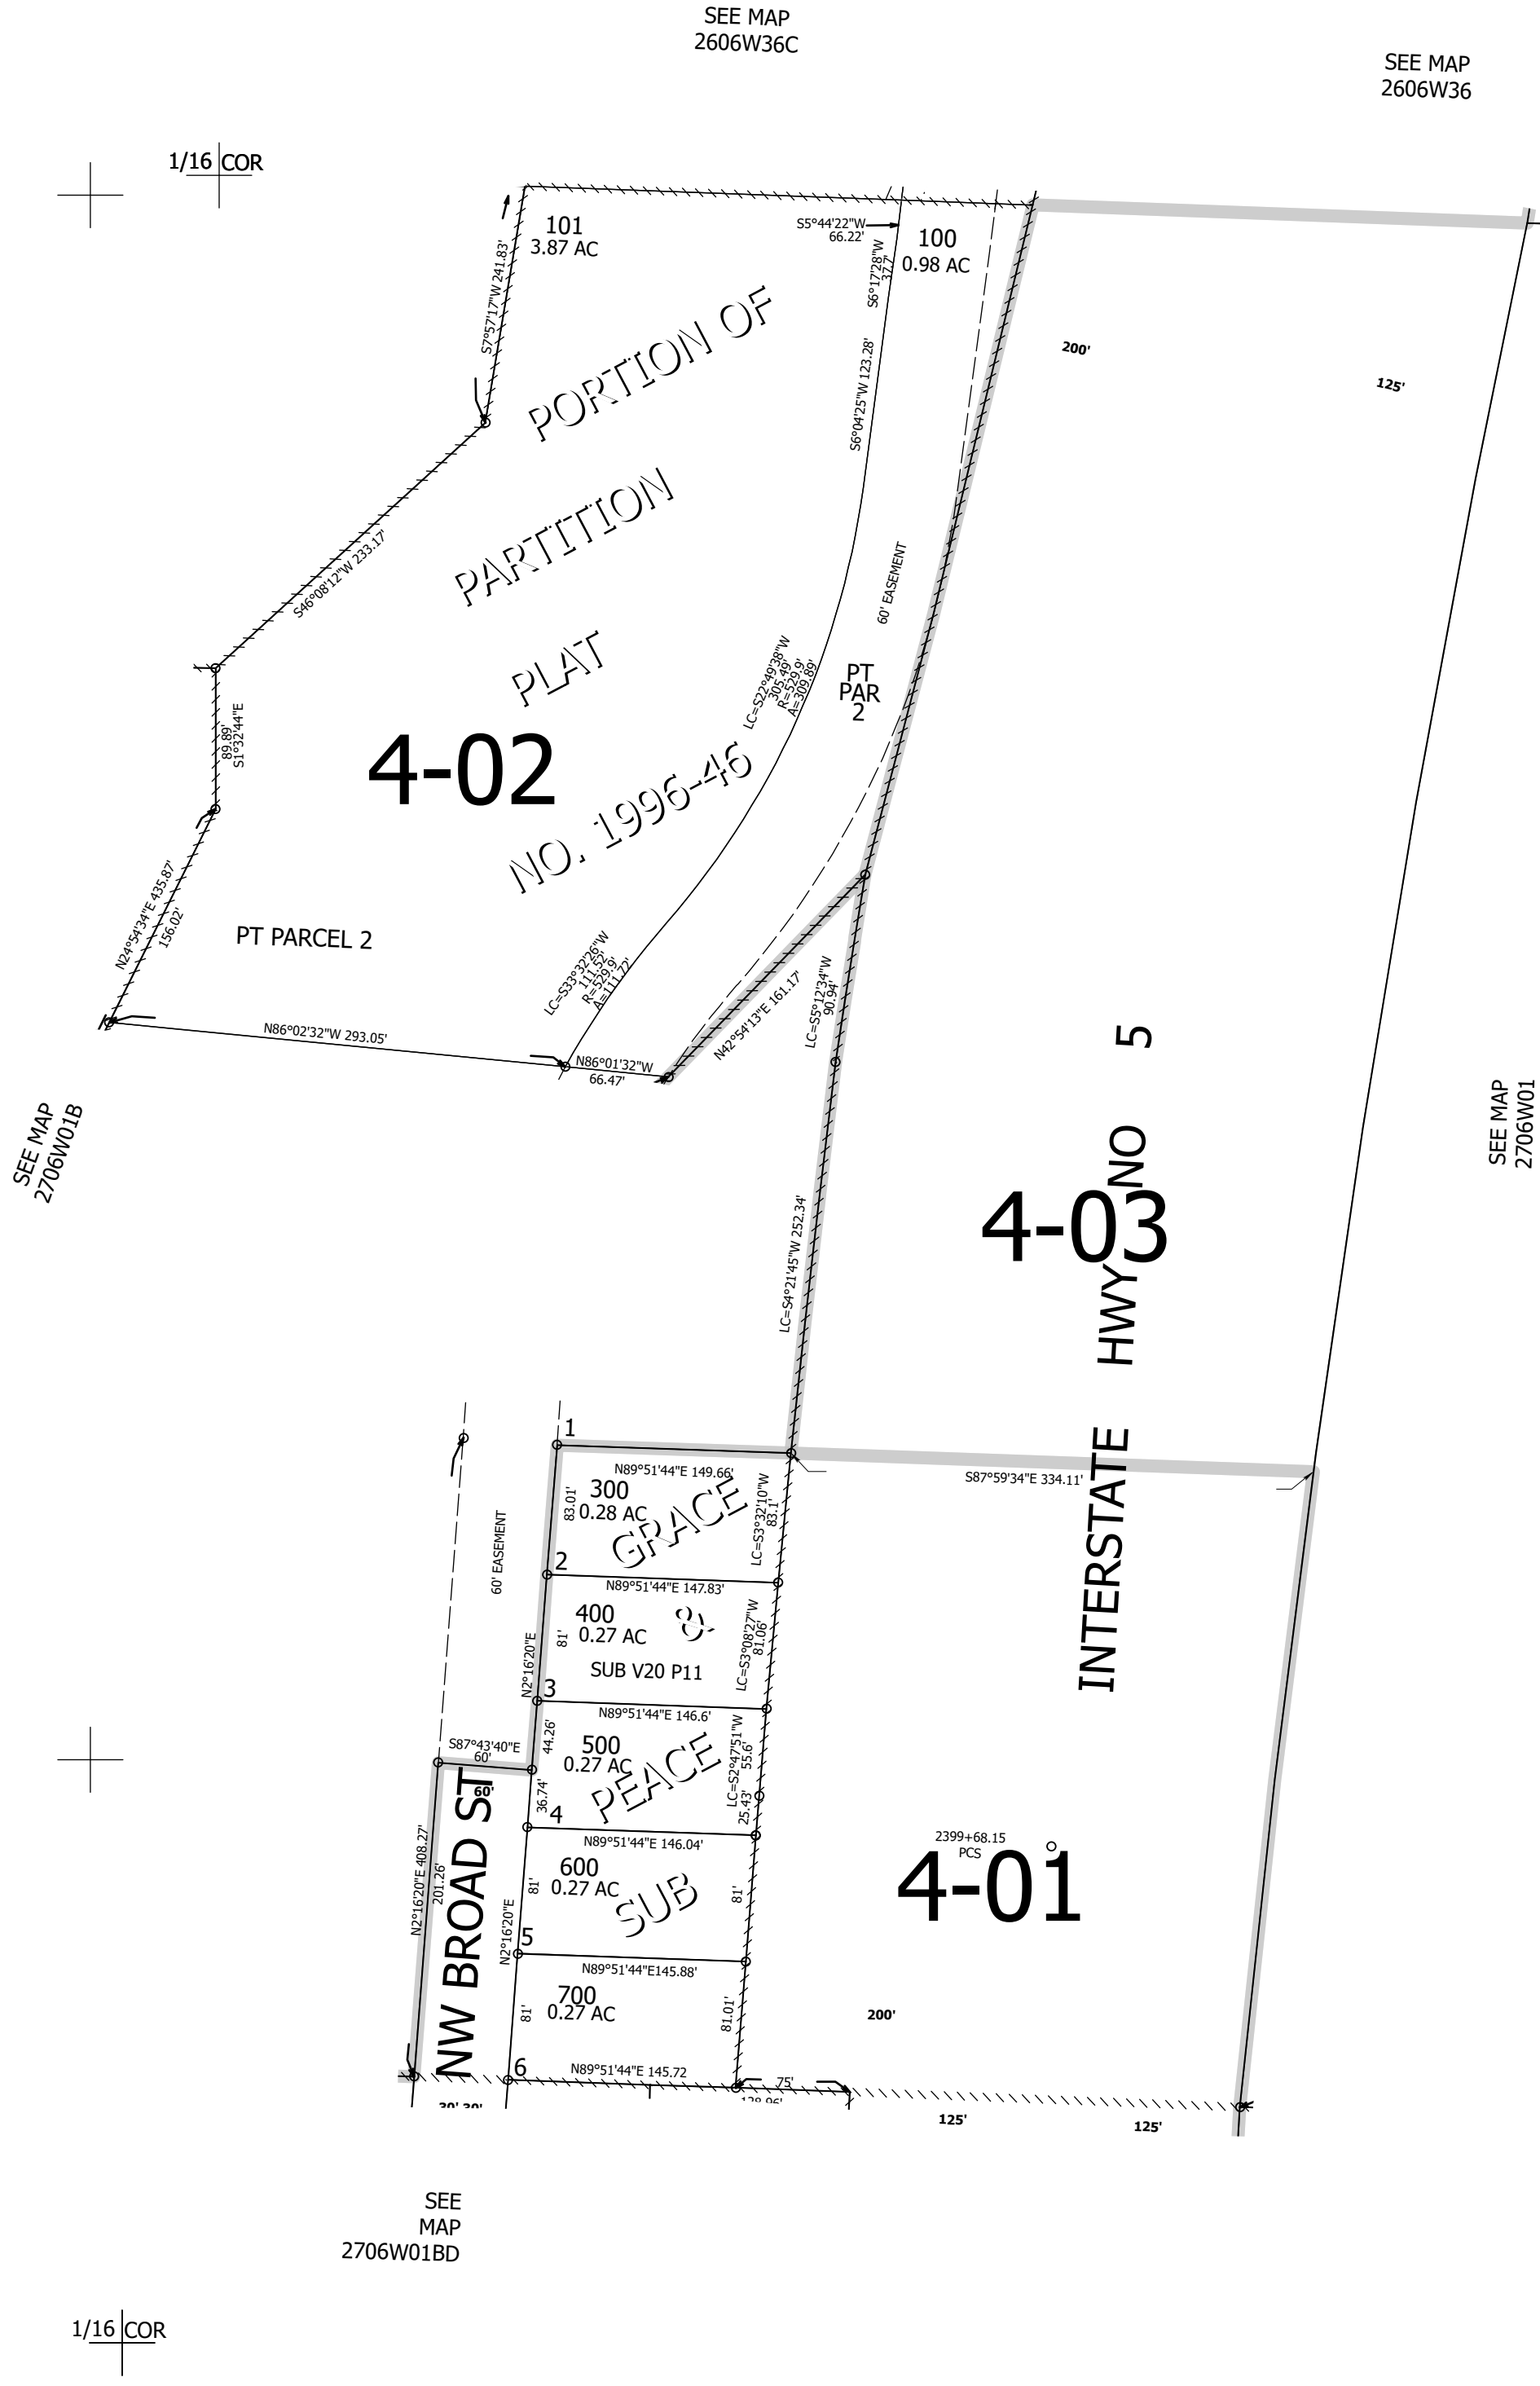 SEE MAP
2606W36C
SEE MAP
2606W36
1/16 COR
101
3.87 AC
S5°44'22"W
66.22'
100
0.98 AC
S7°57'17"W 241.83'
S6°17'28"W
37.7'
200'
125'
PORTION OF
S6°04'25"W 123.28'
PARTITION
S46°08'12"W 233.17'
60' EASEMENT
PLAT
LC=S22°49'38"W
305.49'
R=529.9'
A=309.89'
PT
PAR
2
89.89'
S1°32'44"E
4-02
NO. 1996-46
N24°54'34"E 435.87'
156.02'
PT PARCEL 2
LC=S33°32'26"W
111.52'
R=529.9'
A=111.72'
N42°54'13"E 161.17'
LC=S5°12'34"W
90.94'
N86°02'32"W 293.05'
N86°01'32"W
66.47'
SEE MAP
2706W01B
SEE MAP
2706W01
INTERSTATE HWY NO 5
4-03
LC=S4°21'45"W 252.34'
1
N89°51'44"E 149.66'
S87°59'34"E 334.11'
300
0.28 AC
83.01'
GRACE
LC=S3°32'10"W
83.1'
60' EASEMENT
2
N89°51'44"E 147.83'
400
0.27 AC
81'
&
SUB V20 P11
LC=S3°08'27"W
81.06'
N2°16'20"E
3
N89°51'44"E 146.6'
500
0.27 AC
44.26'
S87°43'40"E
60'
60'
36.74'
PEACE
LC=S2°47'51"W
55.6'
25.43'
4
N89°51'44"E 146.04'
2399+68.15
PCS
4-01
600
0.27 AC
81'
SUB
81'
N2°16'20"E 408.27'
201.26'
NW BROAD ST
N2°16'20"E
5
N89°51'44"E145.88'
700
0.27 AC
81'
81.01'
200'
6
N89°51'44"E 145.72
75'
30' 30'
125'
125'
SEE
MAP
2706W01BD
1/16 COR